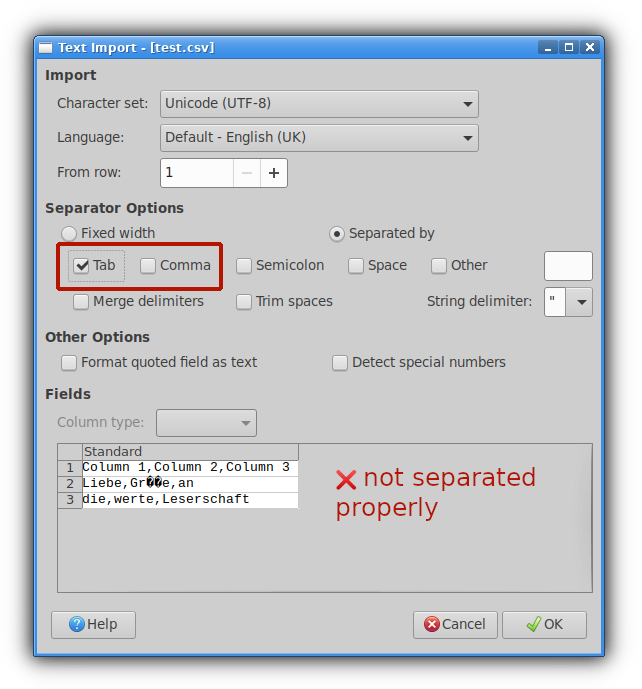 Text Import - [test.csv]
Import
Character set: Unicode (UTF-8)
Language: Default - English (UK)
From row: 1 − +
Separator Options
Fixed width Separated by
Tab Comma Semicolon Space Other
Merge delimiters Trim spaces String delimiter: "
Other Options
Format quoted field as text Detect special numbers
Fields
Column type:
Standard
1 Column 1,Column 2,Column 3
2 Liebe,Gr��e,an
3 die,werte,Leserschaft
❌ not separated
properly
Help Cancel OK